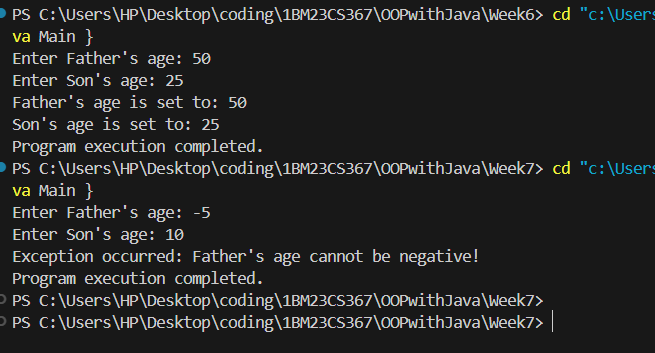 PS C:\Users\HP\Desktop\coding\1BM23CS367\OOPwithJava\Week6> cd "c:\Users
va Main }
Enter Father's age: 50
Enter Son's age: 25
Father's age is set to: 50
Son's age is set to: 25
Program execution completed.
PS C:\Users\HP\Desktop\coding\1BM23CS367\OOPwithJava\Week7> cd "c:\Users
va Main }
Enter Father's age: -5
Enter Son's age: 10
Exception occurred: Father's age cannot be negative!
Program execution completed.
PS C:\Users\HP\Desktop\coding\1BM23CS367\OOPwithJava\Week7>
PS C:\Users\HP\Desktop\coding\1BM23CS367\OOPwithJava\Week7>